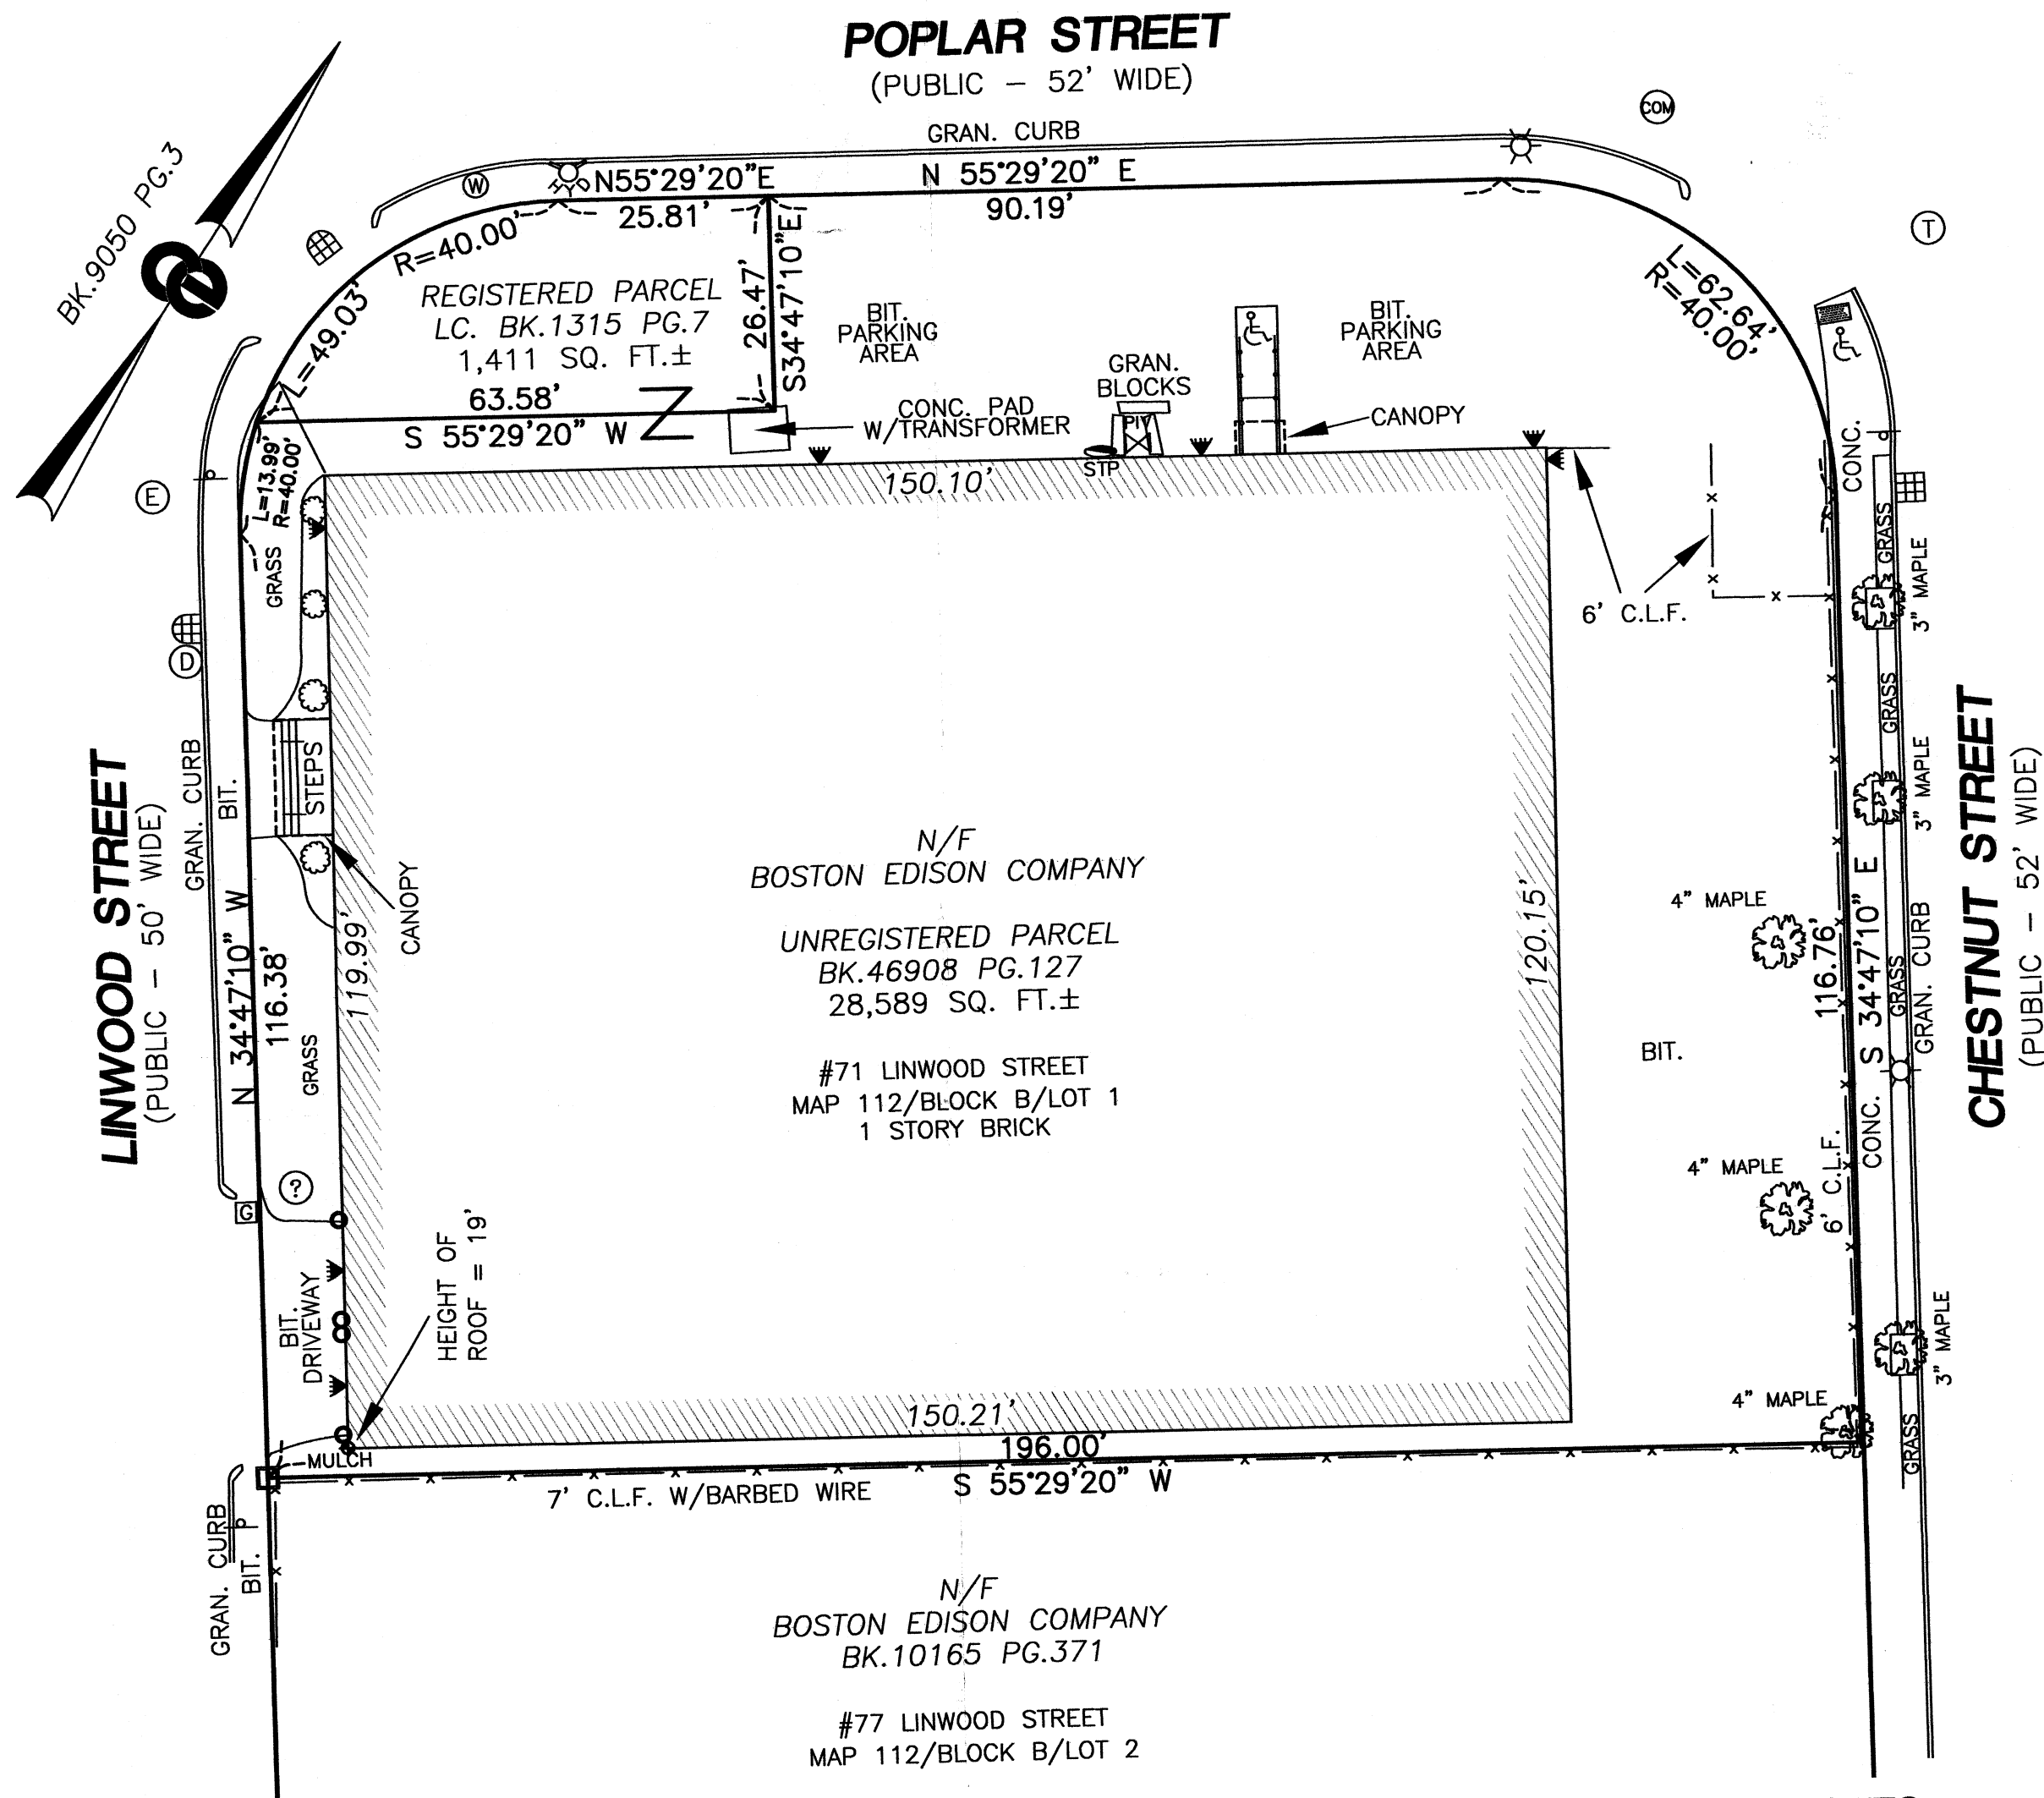 POPLAR STREET
(PUBLIC - 52' WIDE)
COM
GRAN. CURB
BK.9050 PG.3
W
HYD
N55°29'20"E
N 55°29'20" E
25.81'
90.19'
T
R=40.00'
L=49.03'
REGISTERED PARCEL
LC. BK.1315 PG.7
1,411 SQ. FT.±
63.58'
S 55°29'20" W
26.47'
S34°47'10"E
BIT.
PARKING
AREA
GRAN.
BLOCKS
BIT.
PARKING
AREA
L=62.64'
R=40.00'
CONC. PAD
W/TRANSFORMER
PIV
CANOPY
STP
CONC.
E
L=13.99'
R=40.00'
150.10'
GRASS
GRASS
3" MAPLE
6' C.L.F.
D
GRASS
LINWOOD STREET
(PUBLIC - 50' WIDE)
GRAN. CURB
BIT.
STEPS
3" MAPLE
CHESTNUT STREET
(PUBLIC - 52' WIDE)
CANOPY
N 34°47'10" W
116.38'
119.99'
GRASS
N/F
BOSTON EDISON COMPANY
UNREGISTERED PARCEL
BK.46908 PG.127
28,589 SQ. FT.±
#71 LINWOOD STREET
MAP 112/BLOCK B/LOT 1
1 STORY BRICK
120.15'
4" MAPLE
116.76'
S 34°47'10" E
GRASS
GRAN. CURB
BIT.
CONC.
6' C.L.F.
4" MAPLE
?
G
BIT.
DRIVEWAY
HEIGHT OF
ROOF = 19'
3" MAPLE
4" MAPLE
GRASS
150.21'
196.00'
MULCH
S 55°29'20" W
7' C.L.F. W/BARBED WIRE
GRAN. CURB
BIT.
N/F
BOSTON EDISON COMPANY
BK.10165 PG.371
#77 LINWOOD STREET
MAP 112/BLOCK B/LOT 2